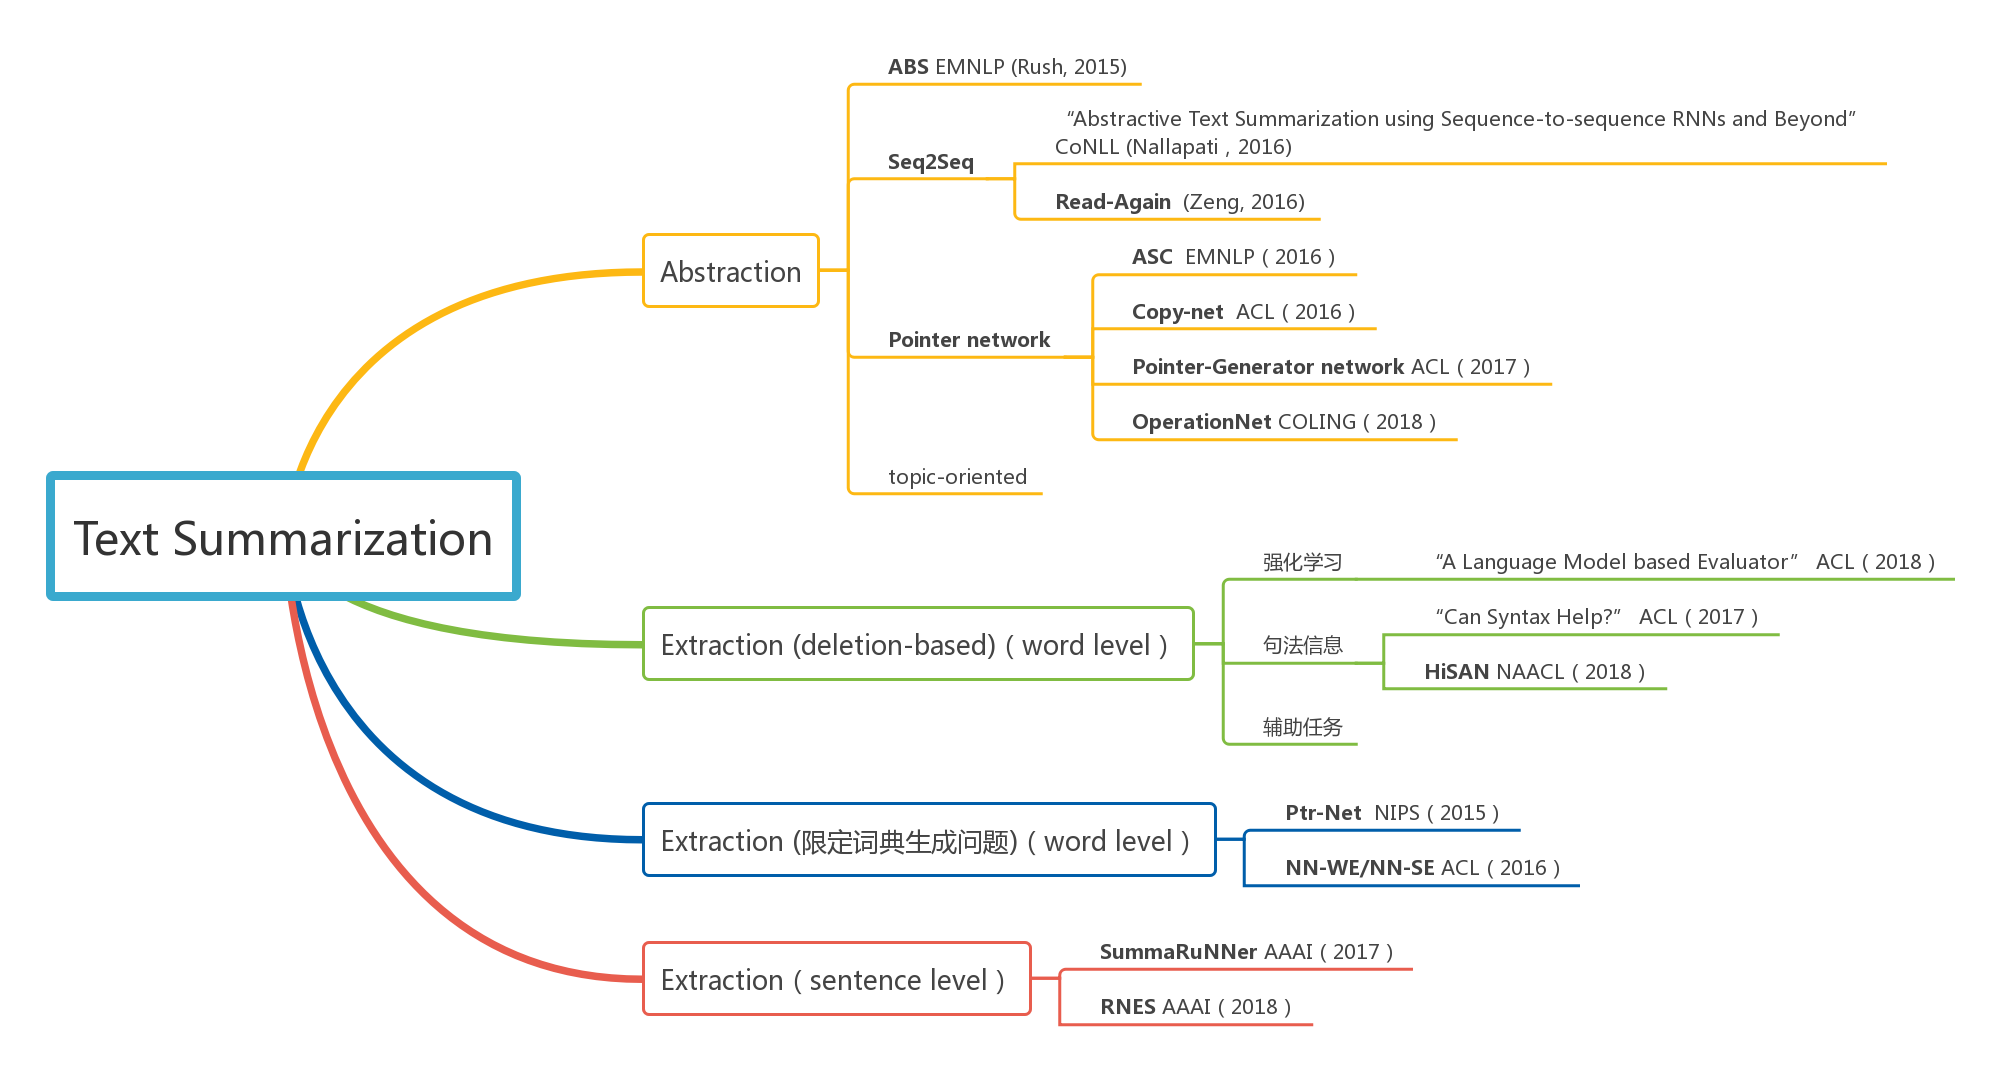 Text Summarization
Abstraction
ABS EMNLP (Rush, 2015)
Seq2Seq
“Abstractive Text Summarization using Sequence-to-sequence RNNs and Beyond”
CoNLL (Nallapati , 2016)
Read-Again (Zeng, 2016)
Pointer network
ASC EMNLP ( 2016 )
Copy-net ACL ( 2016 )
Pointer-Generator network ACL ( 2017 )
OperationNet COLING ( 2018 )
topic-oriented
Extraction (deletion-based) ( word level )
强化学习
“A Language Model based Evaluator” ACL ( 2018 )
句法信息
“Can Syntax Help?” ACL ( 2017 )
HiSAN NAACL ( 2018 )
辅助任务
Extraction (限定词典生成问题) ( word level )
Ptr-Net NIPS ( 2015 )
NN-WE/NN-SE ACL ( 2016 )
Extraction ( sentence level )
SummaRuNNer AAAI ( 2017 )
RNES AAAI ( 2018 )